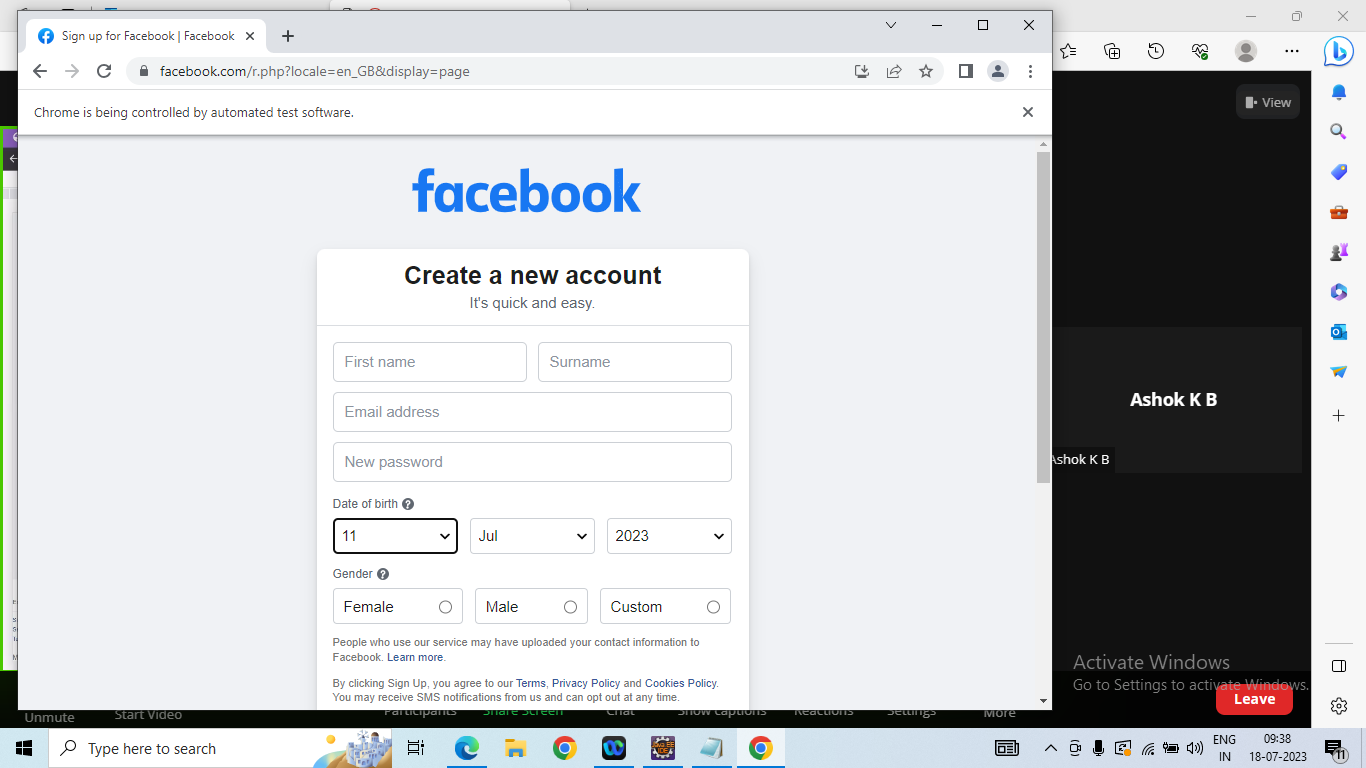 Sign up for Facebook | Facebook
facebook.com/r.php?locale=en_GB&display=page
Chrome is being controlled by automated test software.
View
facebook
Create a new account
It's quick and easy.
First name
Surname
Email address
New password
Date of birth ?
11
Jul
2023
Gender ?
Female
Male
Custom
People who use our service may have uploaded your contact information to
Facebook. Learn more.
By clicking Sign Up, you agree to our Terms, Privacy Policy and Cookies Policy.
You may receive SMS notifications from us and can opt out at any time.
Ashok K B
Ashok K B
Activate Windows
Go to Settings to activate Windows.
Unmute
Start Video
Participants
Share Screen
Chat
Show captions
Reactions
Settings
More
Leave
Type here to search
ENG
IN
09:38
18-07-2023
11